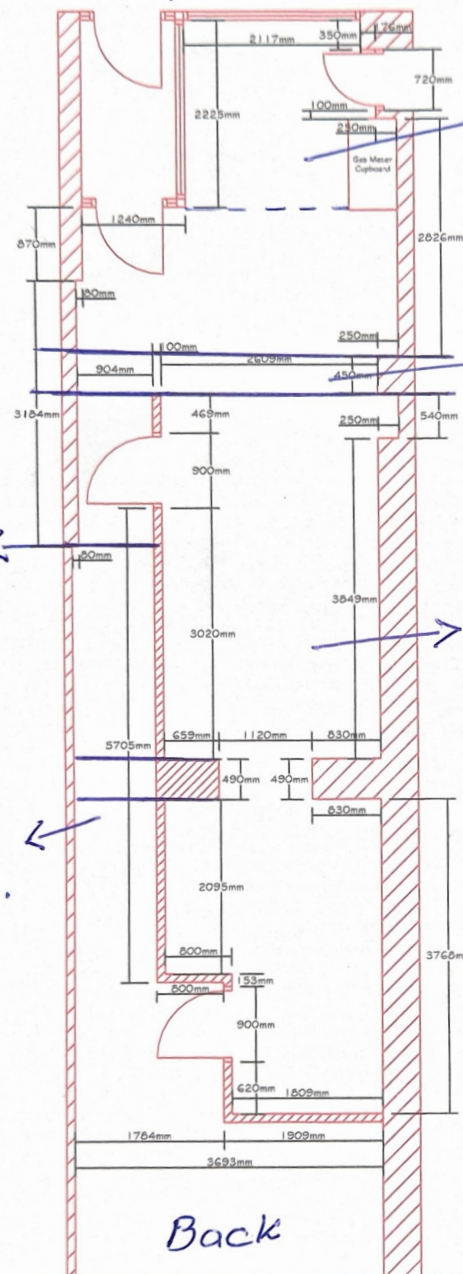 2117mm
350mm
76mm
720mm
2225mm
100mm
250mm
Gas Meter
Cupboard
1240mm
870mm
2826mm
80mm
250mm
100mm
2609mm
904mm
450mm
3184mm
469mm
250mm
540mm
900mm
80mm
3849mm
3020mm
659mm
1120mm
830mm
5705mm
490mm
490mm
830mm
2095mm
800mm
3768mm
153mm
800mm
900mm
620mm
1809mm
1784mm
1909mm
3693mm
Back